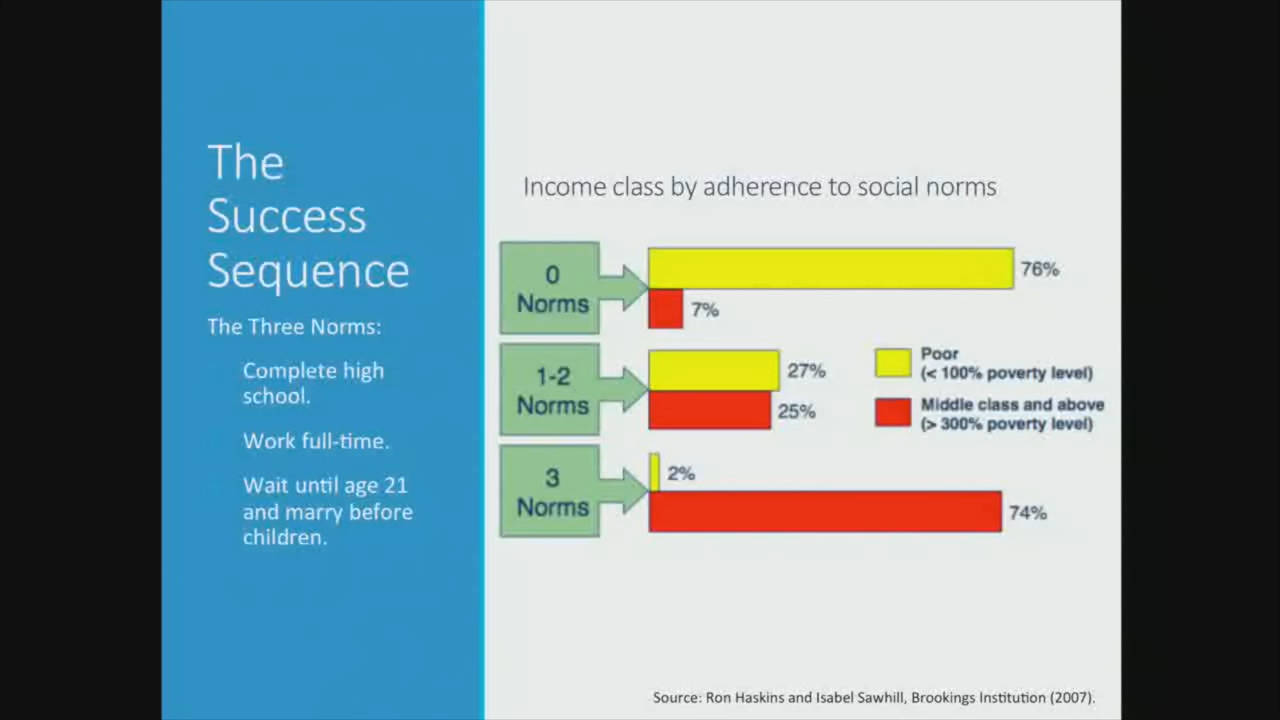 The
Success
Sequence
The Three Norms:
Complete high
school.
Work full-time.
Wait until age 21
and marry before
children.
Income class by adherence to social norms
0
Norms
76%
7%
1-2
Norms
27%
25%
Poor
(< 100% poverty level)
Middle class and above
(> 300% poverty level)
3
Norms
2%
74%
Source: Ron Haskins and Isabel Sawhill, Brookings Institution (2007).